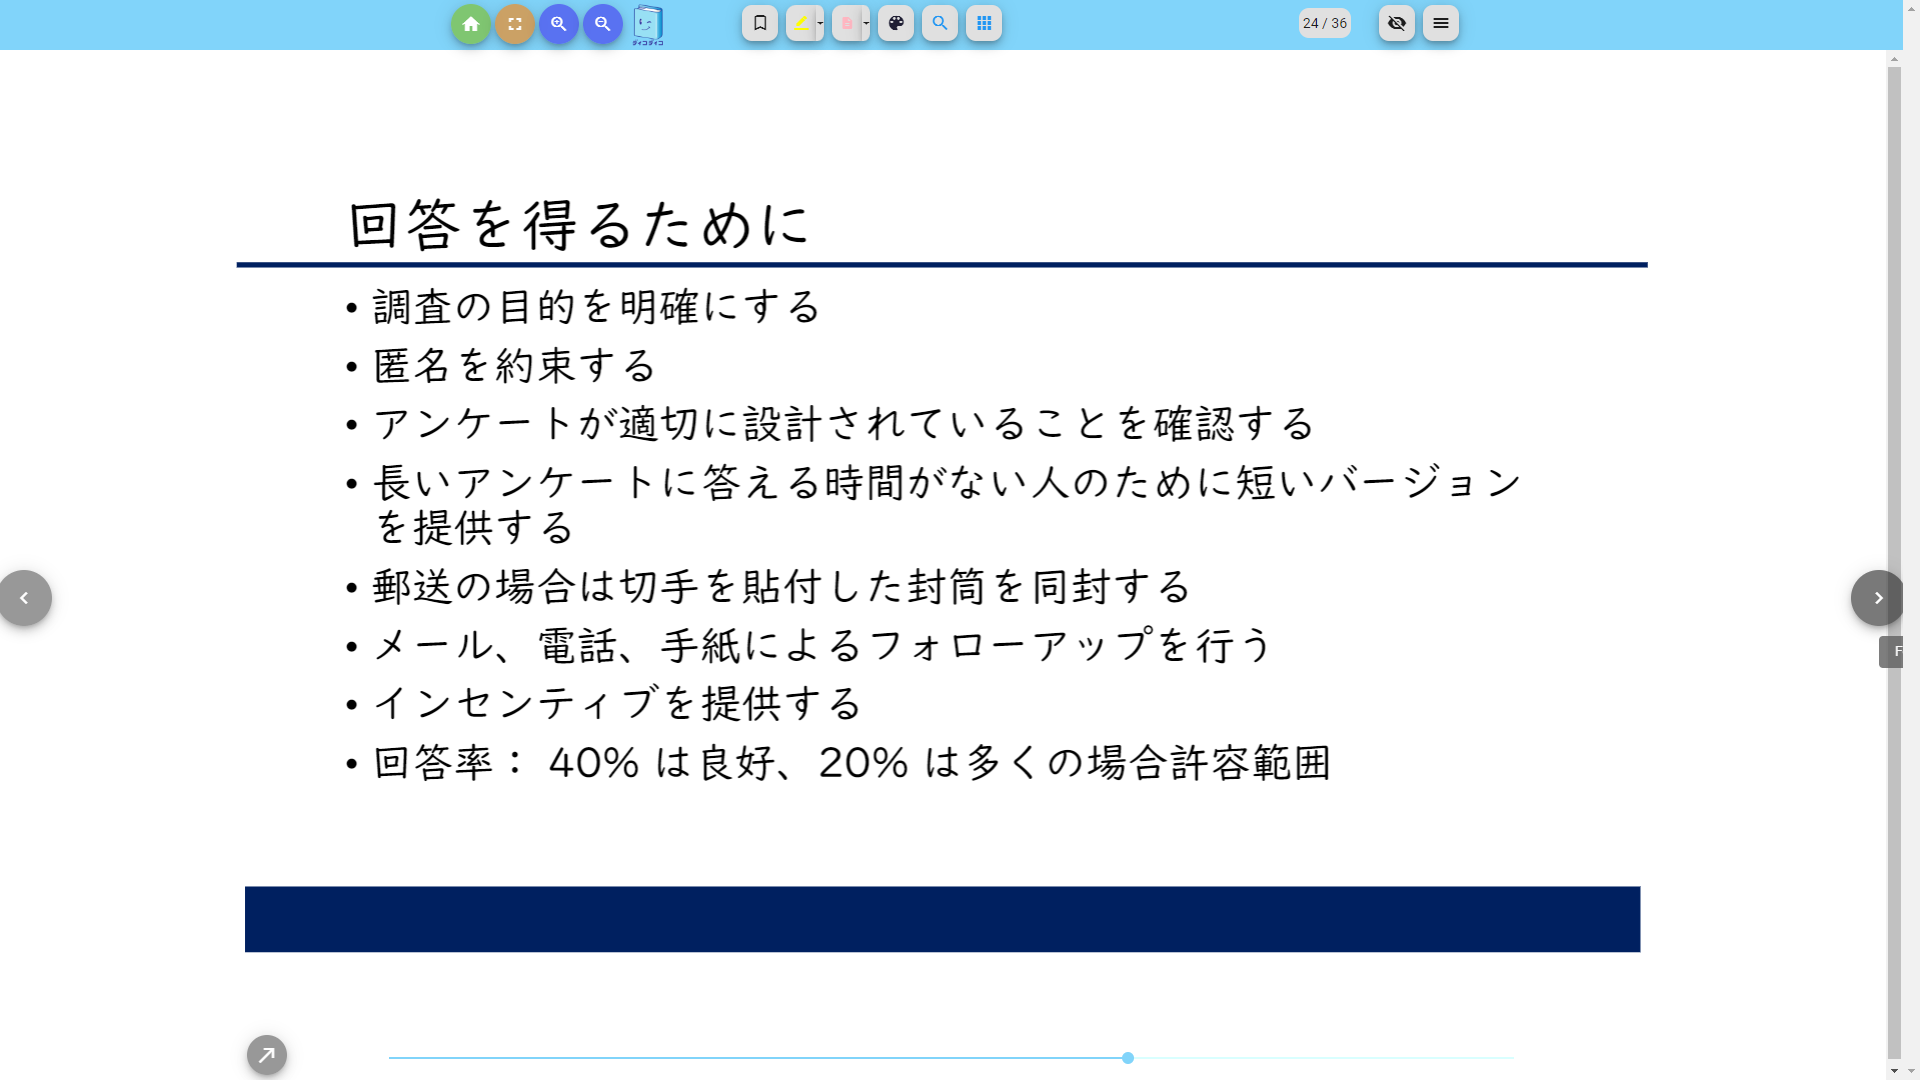 ダイコダイコ
24 / 36
回答を得るために
• 調査の目的を明確にする
• 匿名を約束する
• アンケートが適切に設計されていることを確認する
• 長いアンケートに答える時間がない人のために短いバージョン
を提供する
• 郵送の場合は切手を貼付した封筒を同封する
• メール、電話、手紙によるフォローアップを行う
• インセンティブを提供する
• 回答率： 40% は良好、20% は多くの場合許容範囲
F